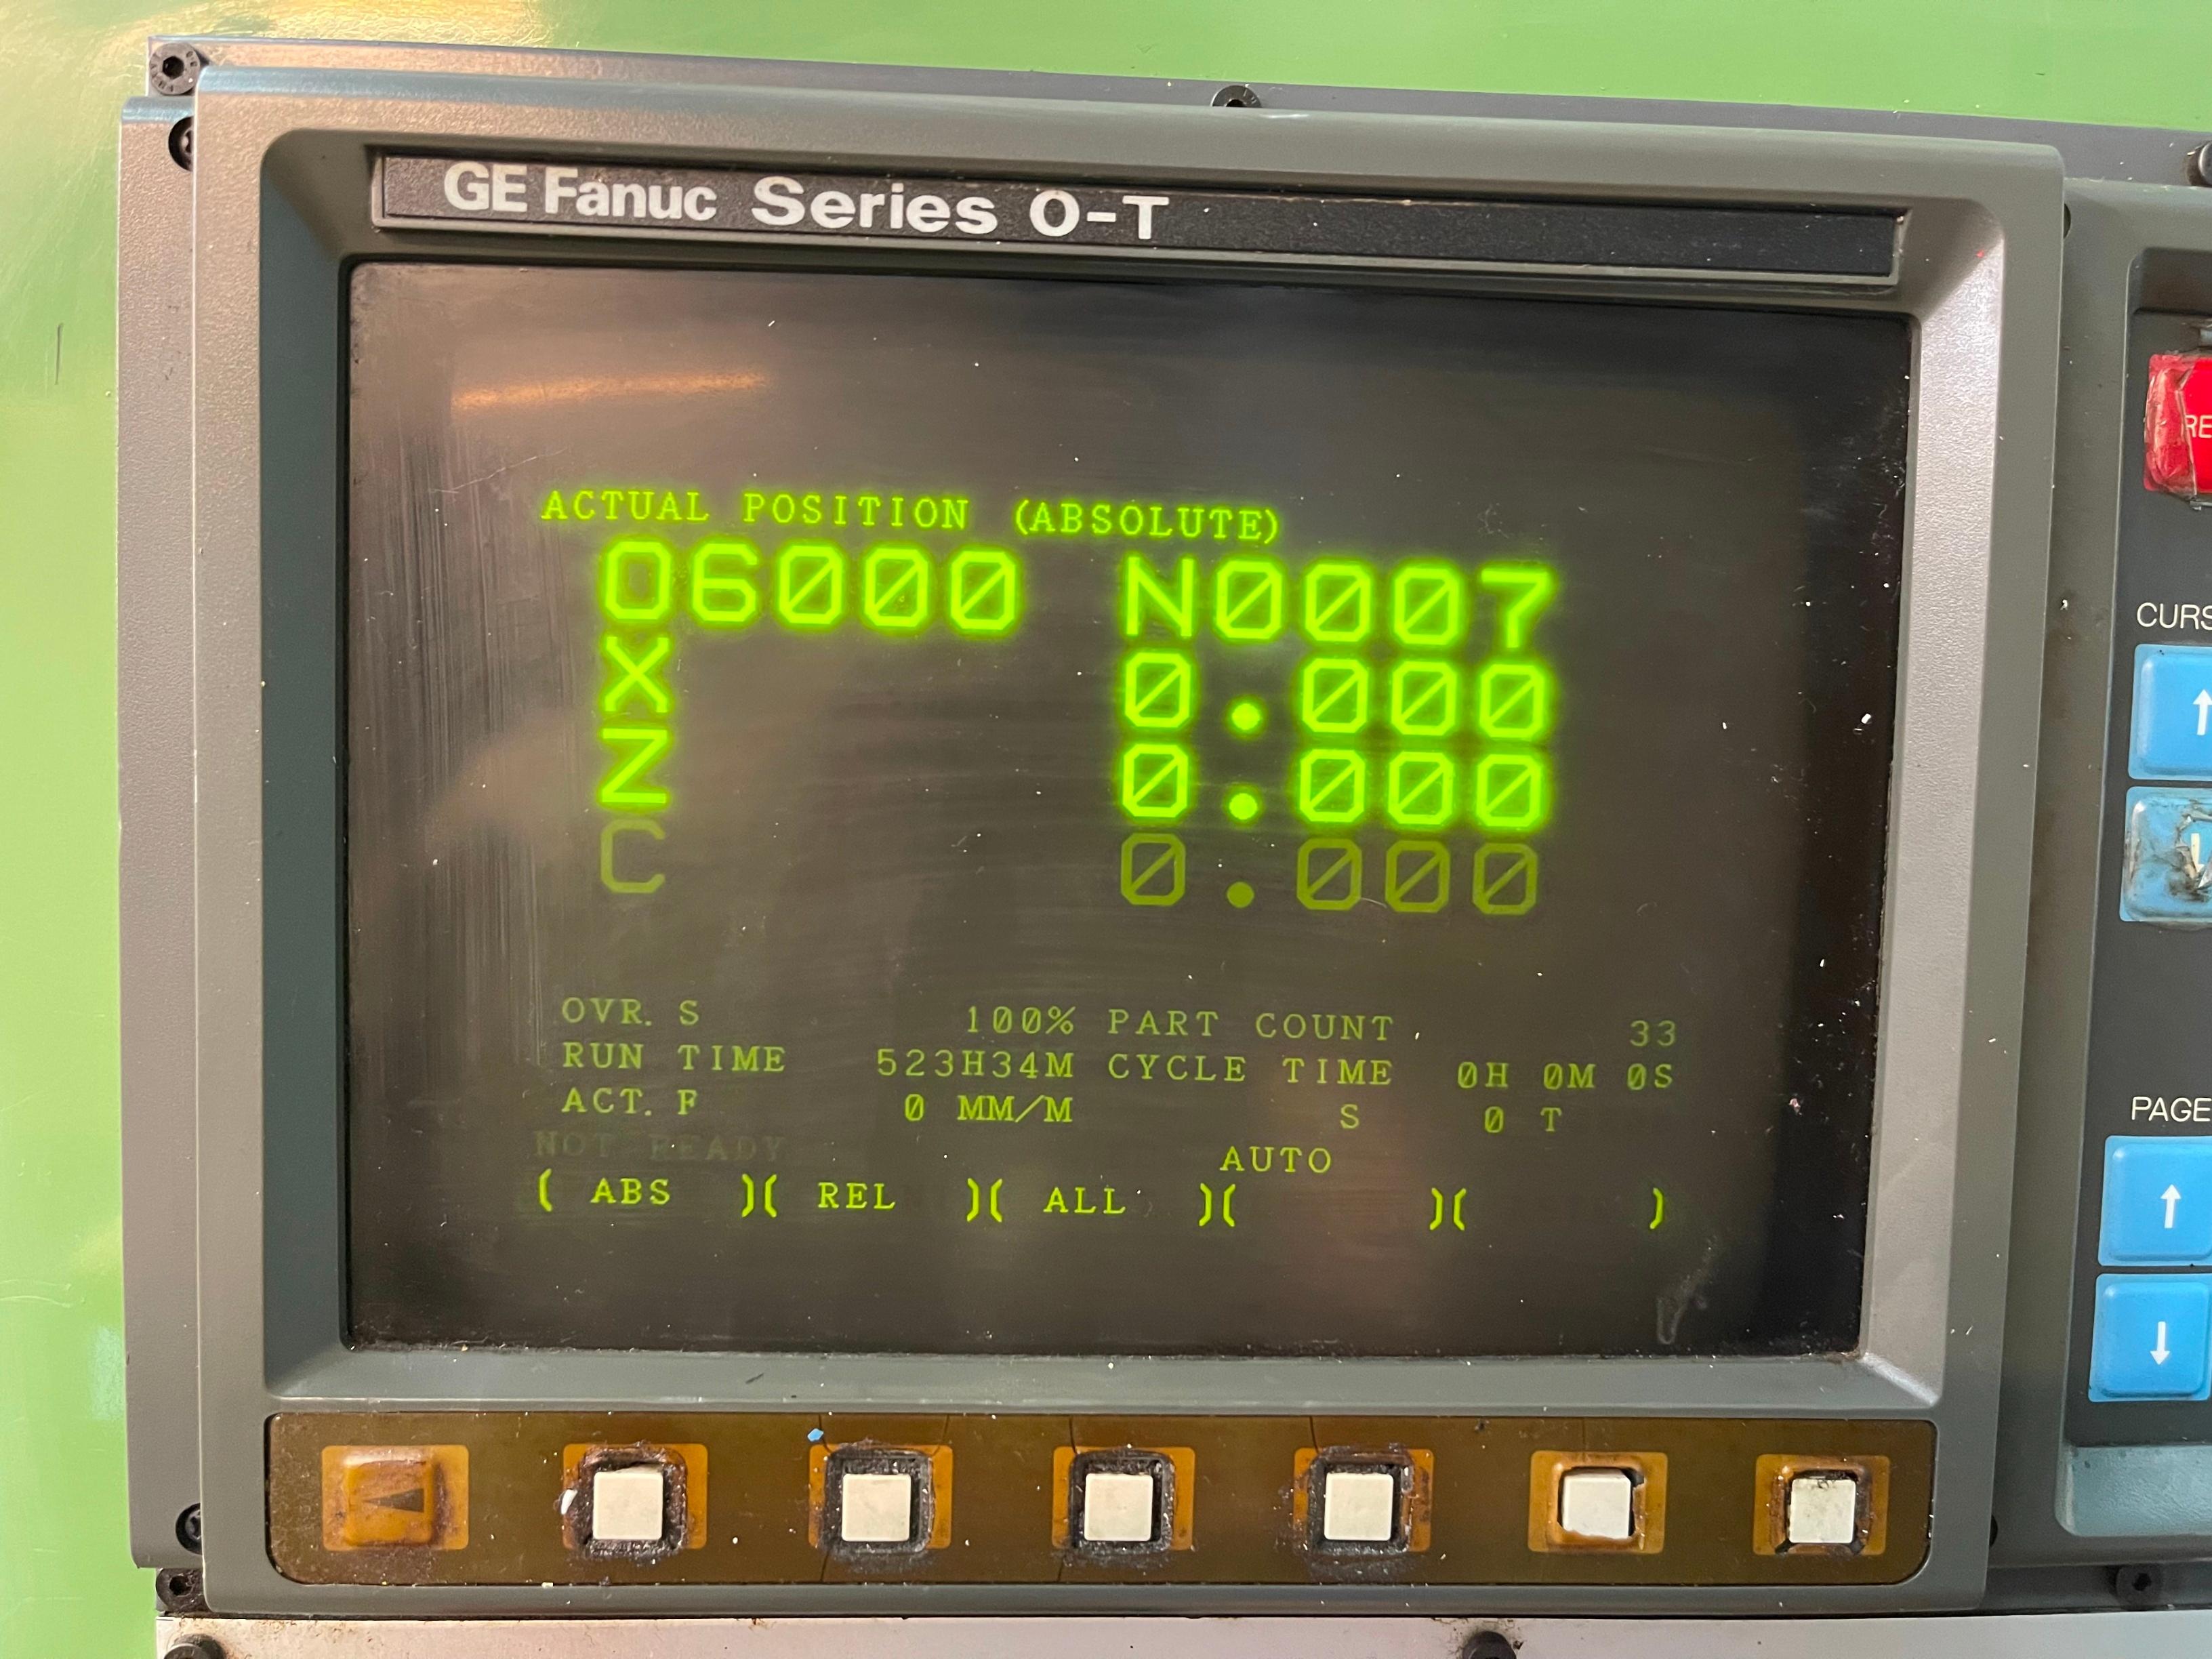 GE Fanuc Series O-T
ACTUAL POSITION (ABSOLUTE)
O6000 N0007
X 0.000
Z 0.000
C 0.000
OVR. S 100% PART COUNT 33
RUN TIME 523H34M CYCLE TIME 0H 0M 0S
ACT. F 0 MM/M S 0 T
NOT READY AUTO
( ABS )( REL )( ALL )( )( )
RE
CURS
PAGE